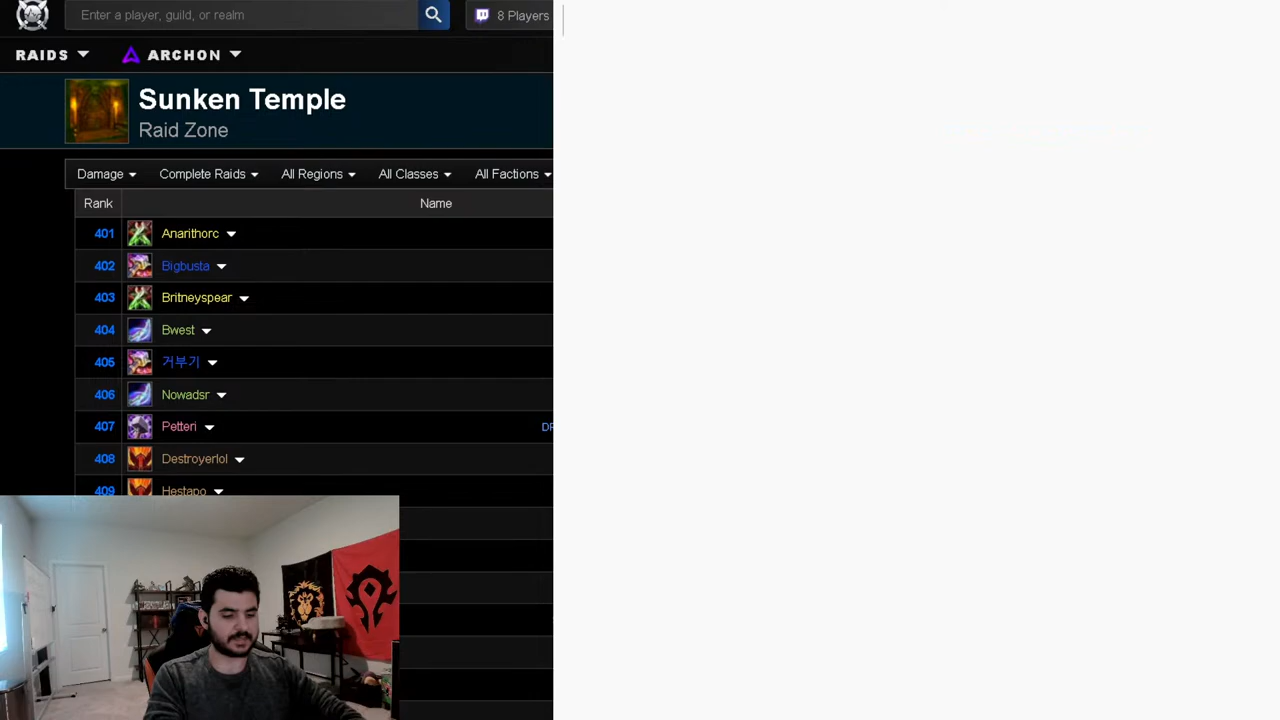 Enter a player, guild, or realm
8 Players
RAIDS
ARCHON
Sunken Temple
Raid Zone
Damage Complete Raids All Regions All Classes All Factions
Rank Name
401 Anarithorc
402 Bigbusta
403 Britneyspear
404 Bwest
405 거부기
406 Nowadsr
407 Petteri
408 Destroyerlol
409 Hestapo